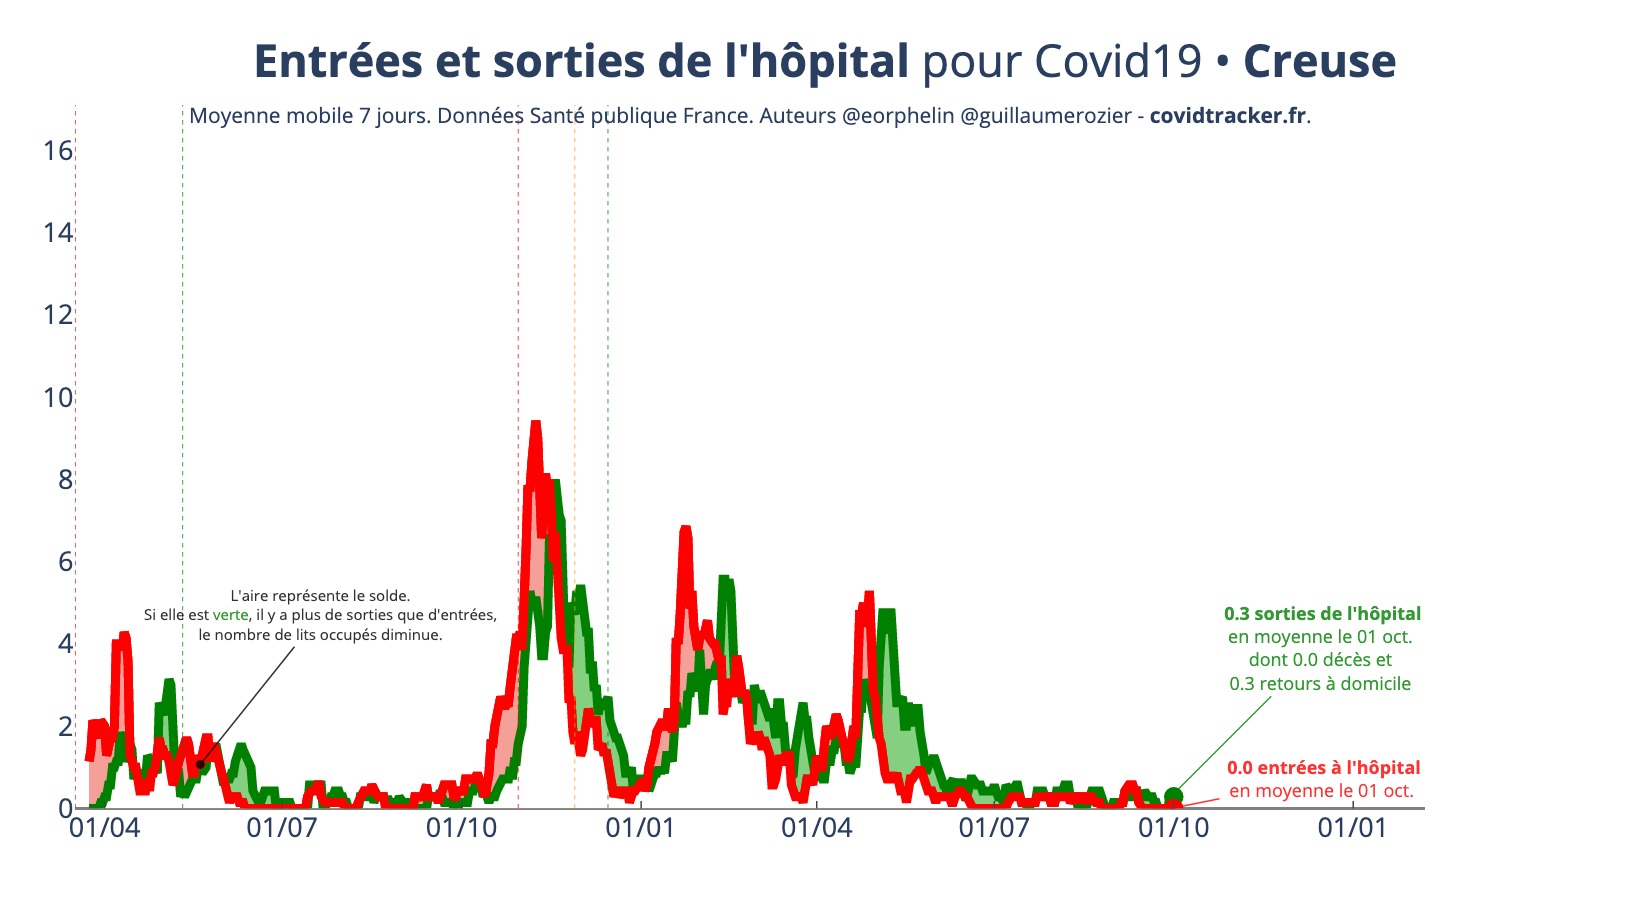 Entrées et sorties de l'hôpital pour Covid19 • Creuse
Moyenne mobile 7 jours. Données Santé publique France. Auteurs @eorphelin @guillaumerozier - covidtracker.fr.
16
14
12
10
8
6
4
2
0
L'aire représente le solde.
Si elle est verte, il y a plus de sorties que d'entrées,
le nombre de lits occupés diminue.
0.3 sorties de l'hôpital
en moyenne le 01 oct.
dont 0.0 décès et
0.3 retours à domicile
0.0 entrées à l'hôpital
en moyenne le 01 oct.
01/04 01/07 01/10 01/01 01/04 01/07 01/10 01/01